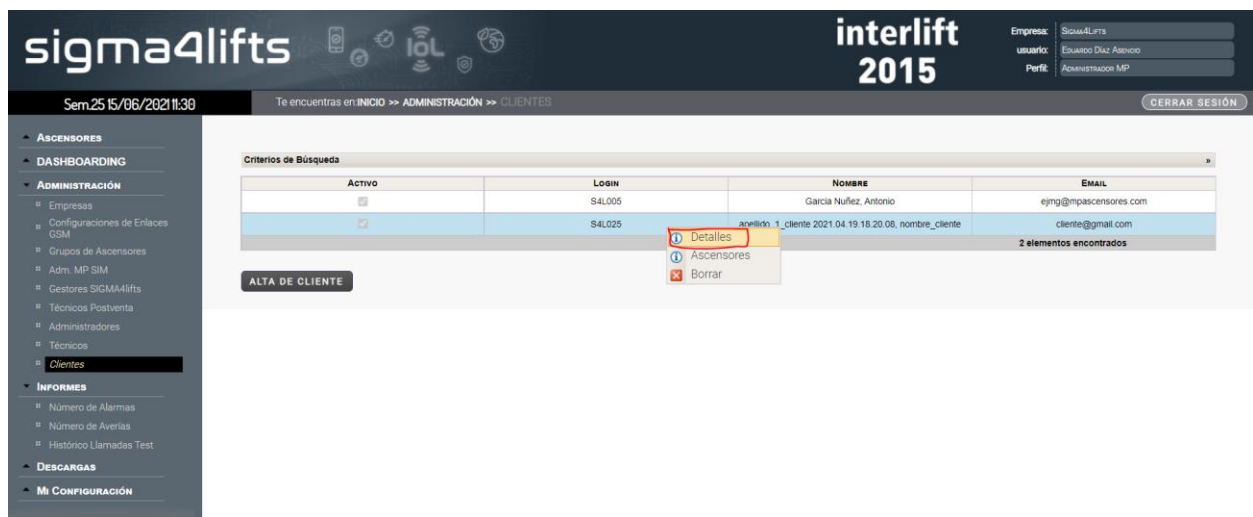 sigma4lifts
IoL
interlift
2015
Empresa: Sigma4Lifts
usuario: Eduardo Díaz Asencio
Perfil: Administrador MP
Sem.25 15/06/2021 11:30
Te encuentras en:INICIO >> ADMINISTRACIÓN >> CLIENTES
CERRAR SESIÓN
Ascensores
DASHBOARDING
Administración
Empresas
Configuraciones de Enlaces
GSM
Grupos de Ascensores
Adm. MP SIM
Gestores SIGMA4lifts
Técnicos Postventa
Administradores
Técnicos
Clientes
Informes
Número de Alarmas
Número de Averías
Histórico Llamadas Test
Descargas
Mi Configuración
Criterios de Búsqueda »
Activo Login Nombre Email
S4L005 Garcia Nuñez, Antonio ejmg@mpascensores.com
S4L025 apellido_1_cliente 2021.04.19.18.20.08, nombre_cliente cliente@gmail.com
2 elementos encontrados
Detalles
Ascensores
Borrar
ALTA DE CLIENTE